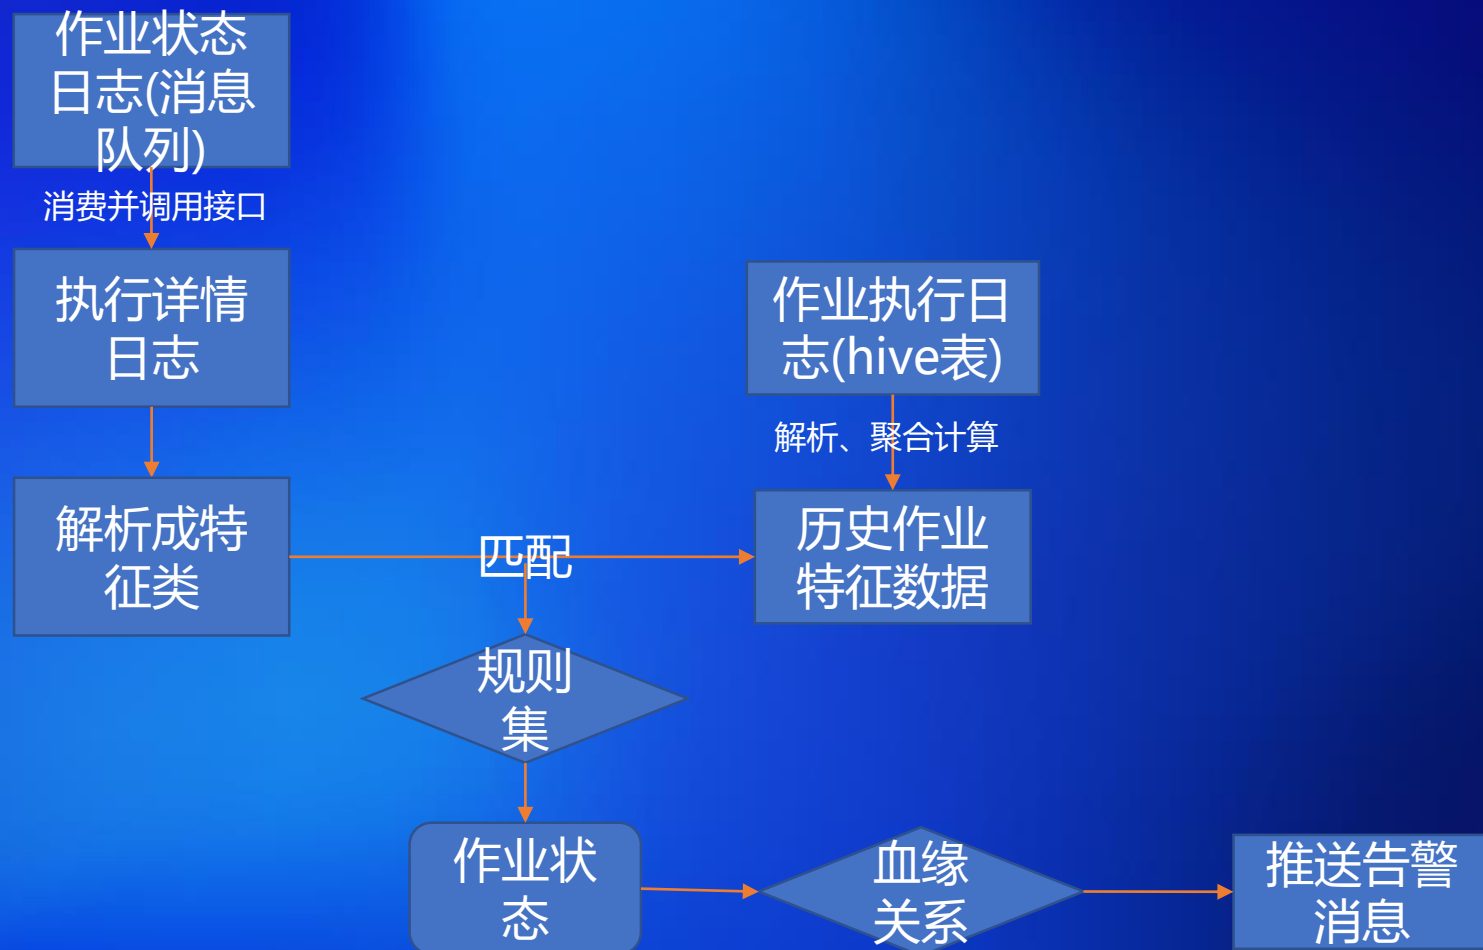 作业状态
日志(消息
队列)
消费并调用接口
执行详情
日志
作业执行日
志(hive表)
解析、聚合计算
解析成特
征类
匹配
历史作业
特征数据
规则
集
作业状
态
血缘
关系
推送告警
消息